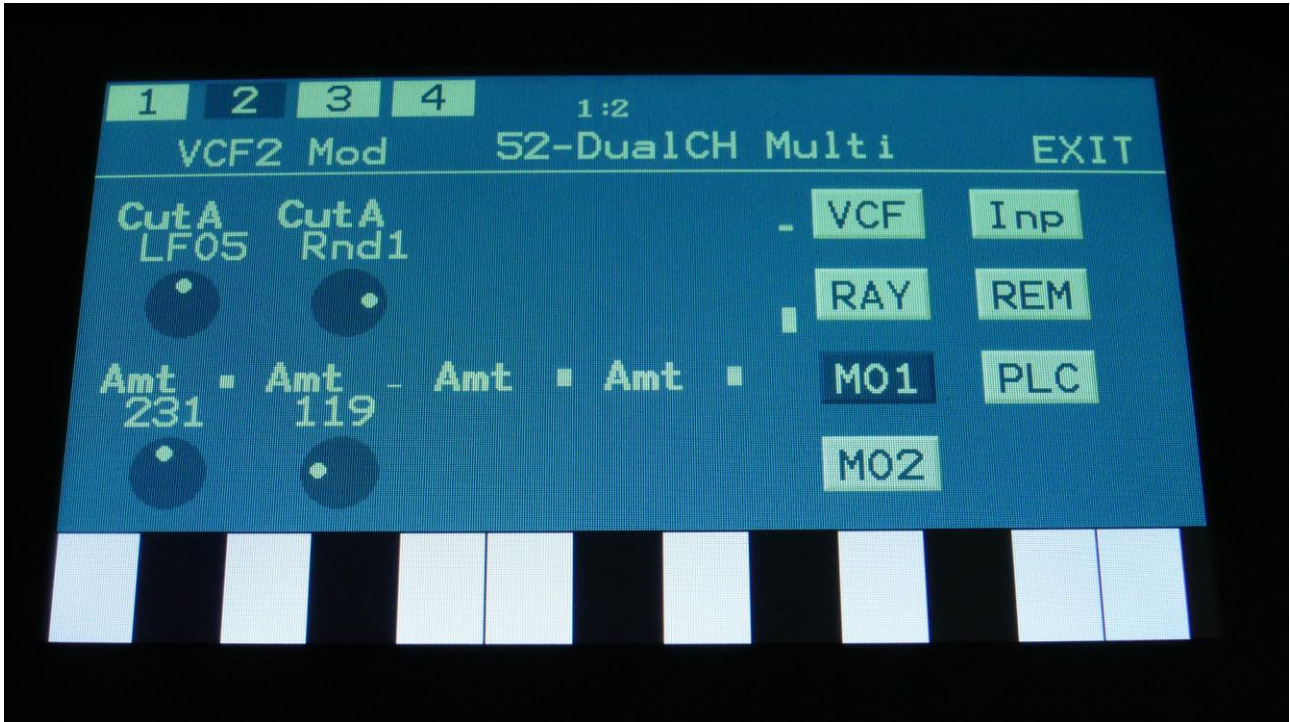 1 2 3 4 1:2
VCF2 Mod 52-DualCH Multi EXIT
CutA CutA VCF Inp
LFO5 Rnd1
RAY REM
Amt Amt Amt Amt MO1 PLC
231 119
MO2